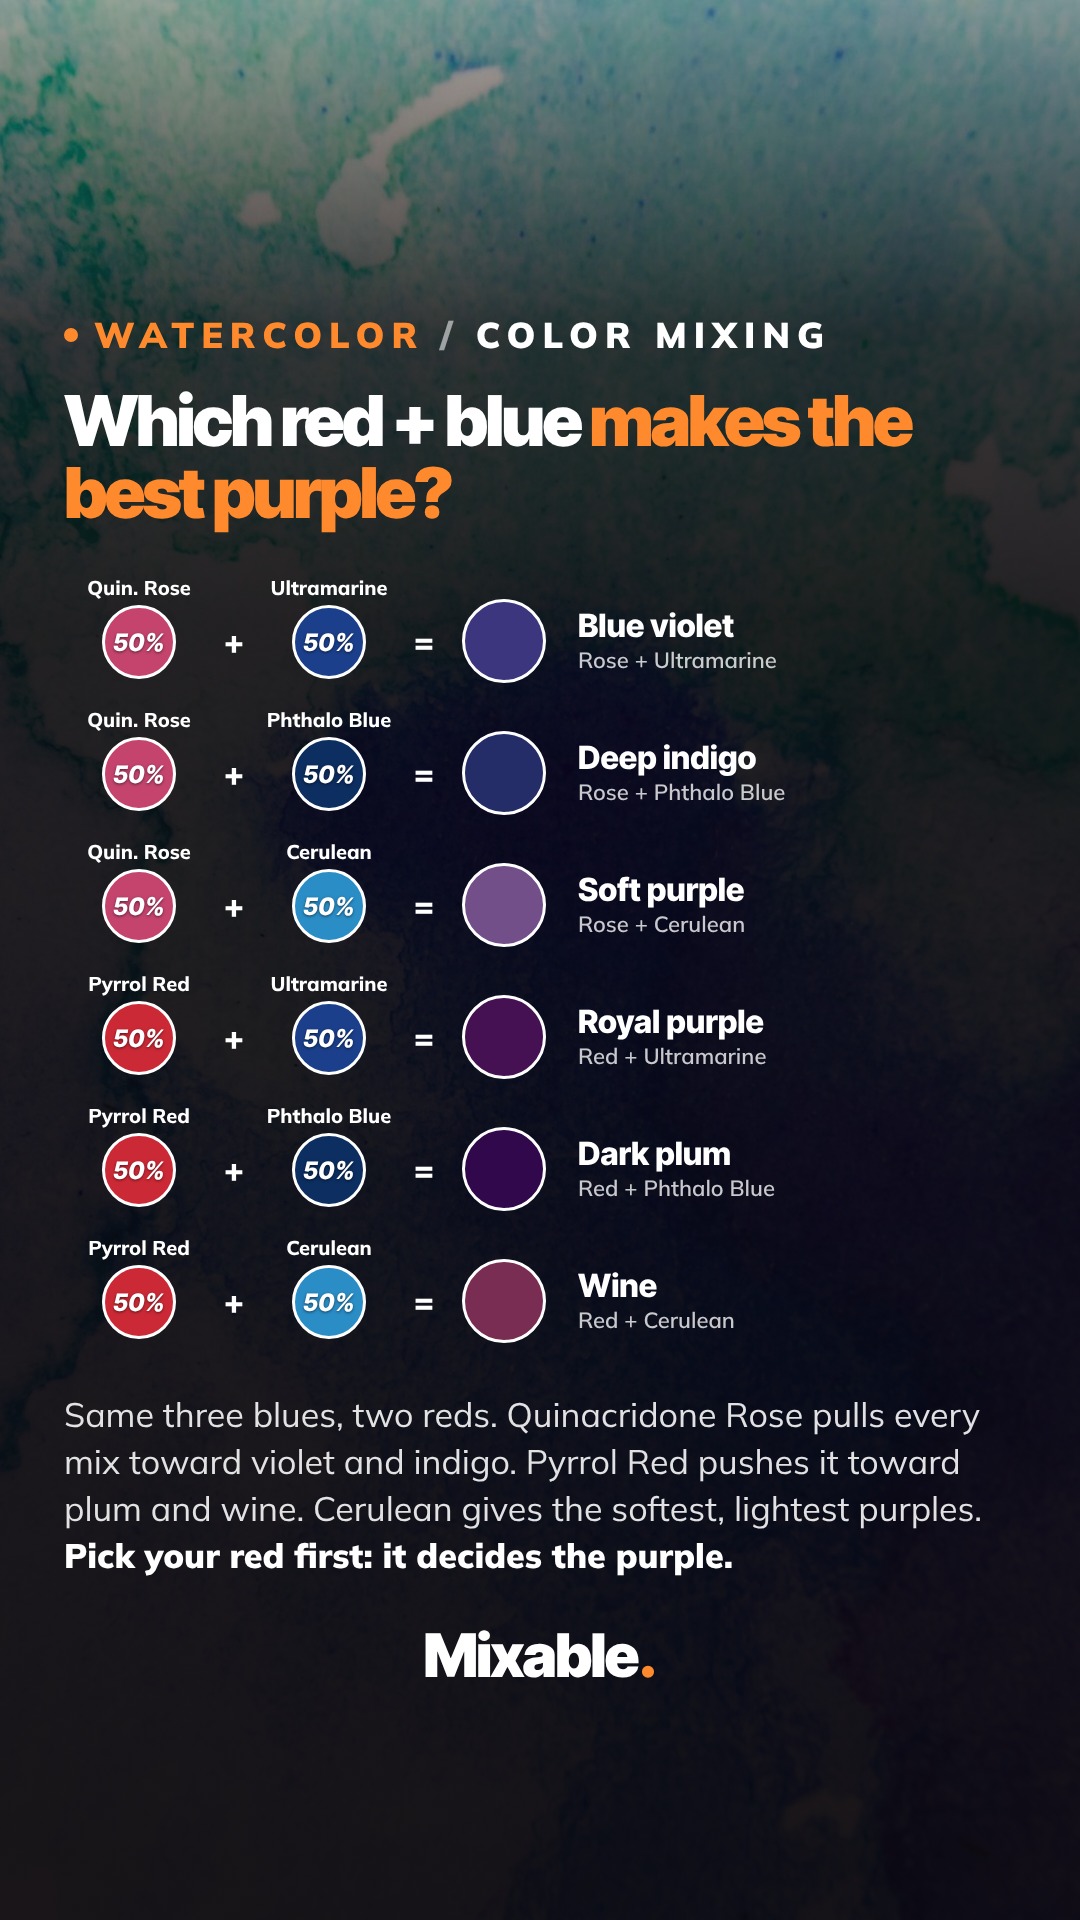 • WATERCOLOR / COLOR MIXING
Which red + blue makes the
best purple?
Quin. Rose Ultramarine
50% + 50% = Blue violet
Rose + Ultramarine
Quin. Rose Phthalo Blue
50% + 50% = Deep indigo
Rose + Phthalo Blue
Quin. Rose Cerulean
50% + 50% = Soft purple
Rose + Cerulean
Pyrrol Red Ultramarine
50% + 50% = Royal purple
Red + Ultramarine
Pyrrol Red Phthalo Blue
50% + 50% = Dark plum
Red + Phthalo Blue
Pyrrol Red Cerulean
50% + 50% = Wine
Red + Cerulean
Same three blues, two reds. Quinacridone Rose pulls every
mix toward violet and indigo. Pyrrol Red pushes it toward
plum and wine. Cerulean gives the softest, lightest purples.
Pick your red first: it decides the purple.
Mixable.